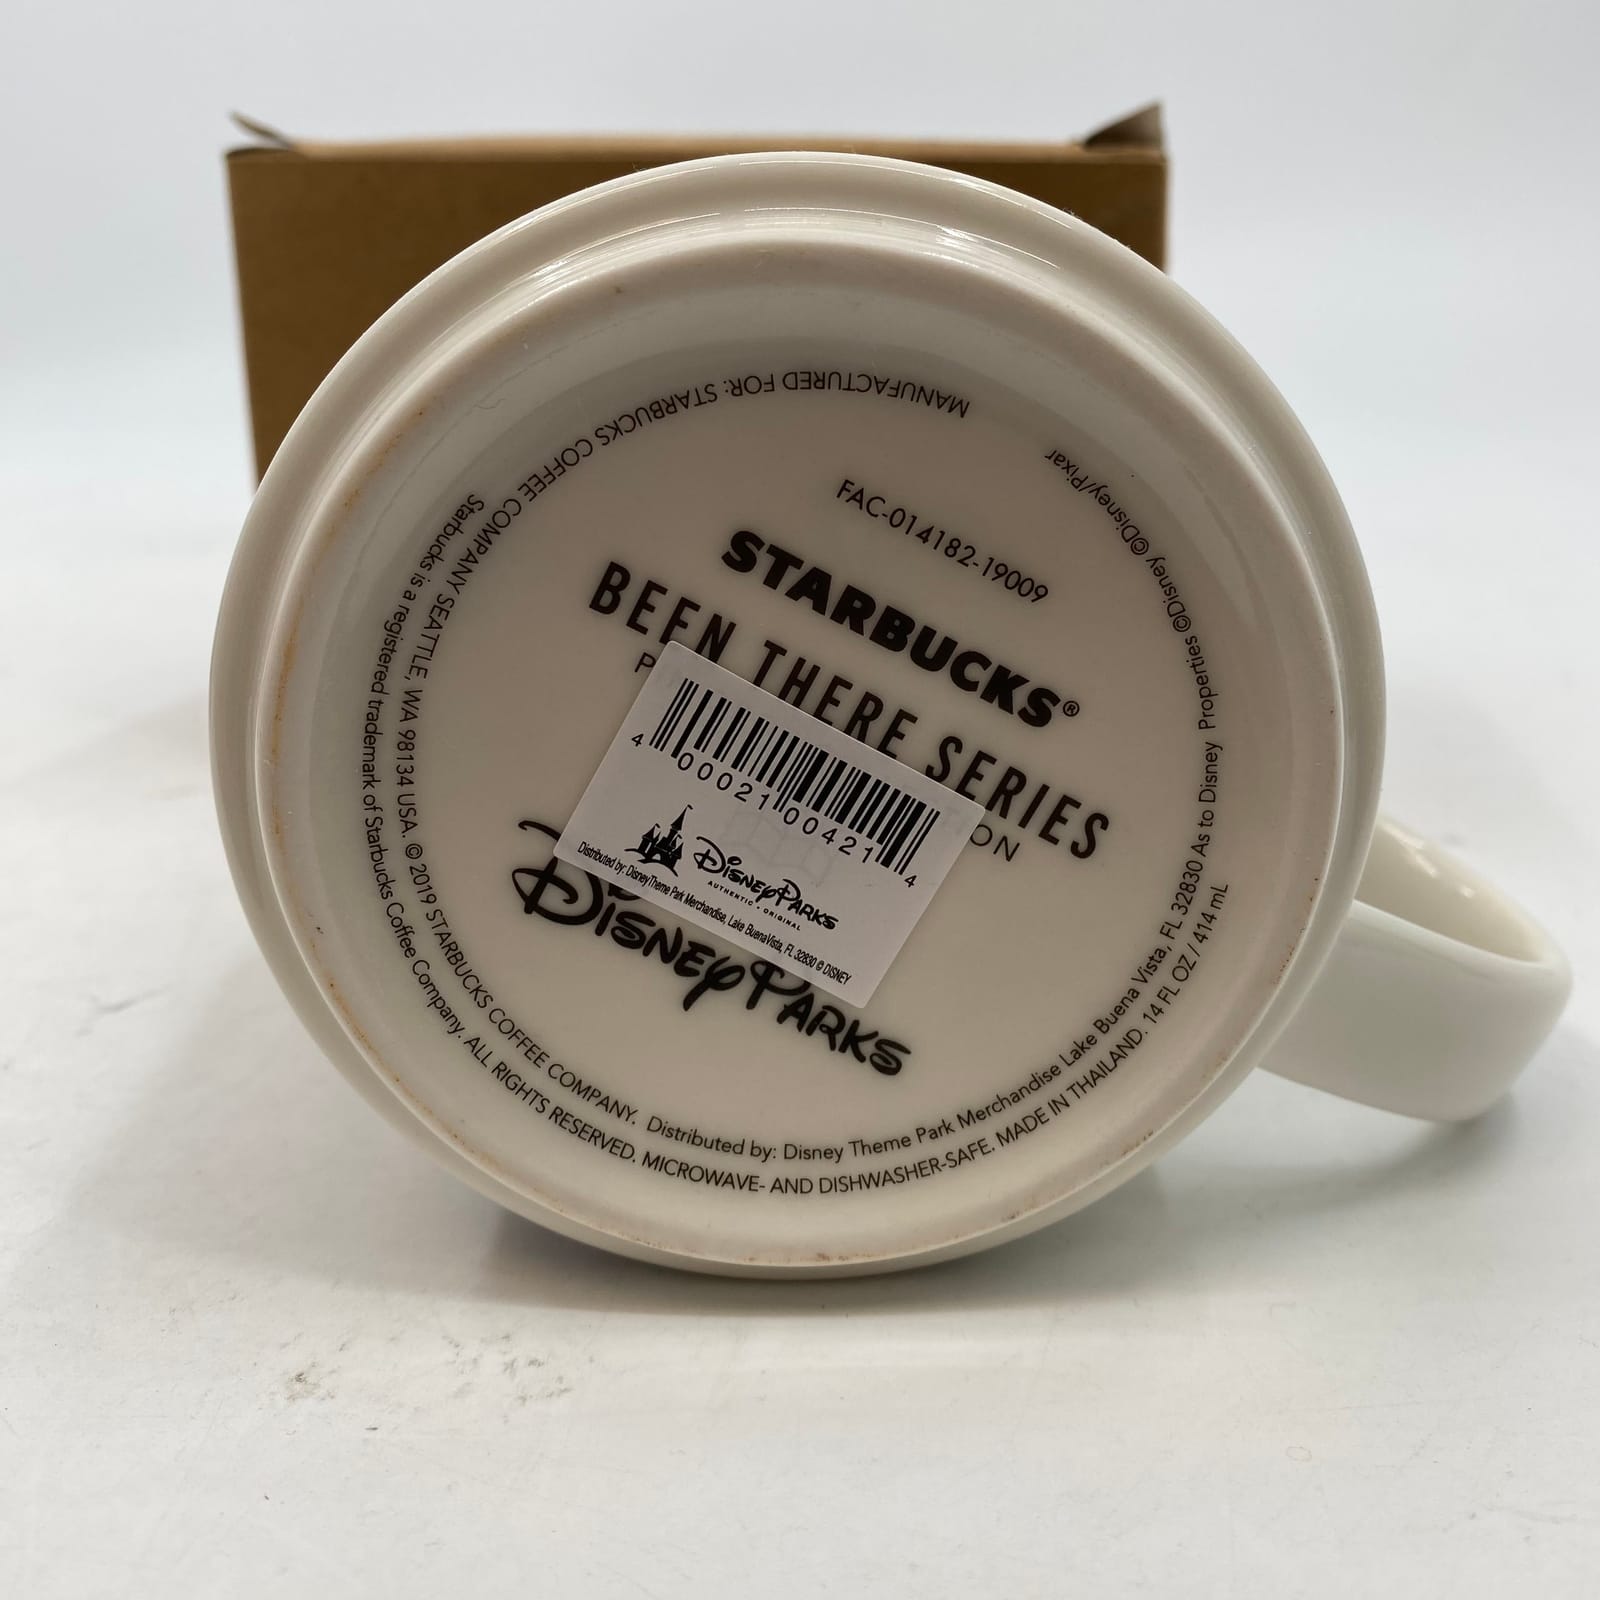 MANUFACTURED FOR: STARBUCKS COFFEE COMPANY SEATTLE, WA 98134 USA. © 2019 STARBUCKS COFFEE COMPANY. Distributed by: Disney Theme Park Merchandise Lake Buena Vista, FL 32830 As to Disney Properties ©Disney ©Disney/Pixar
Starbucks is a registered trademark of Starbucks Coffee Company. ALL RIGHTS RESERVED. MICROWAVE- AND DISHWASHER-SAFE. MADE IN THAILAND. 14 FL OZ / 414 mL
FAC-014182-19009
STARBUCKS®
BEEN THERE SERIES
4 00021 00421 4
Disney Parks
AUTHENTIC • ORIGINAL
Distributed by: Disney Theme Park Merchandise, Lake Buena Vista, FL 32830 © DISNEY
Disney Parks